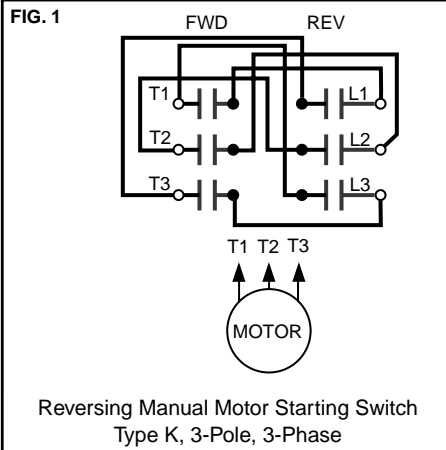 FIG. 1
FWD REV
T1 L1
T2 L2
T3 L3
T1 T2 T3
MOTOR
Reversing Manual Motor Starting Switch
Type K, 3-Pole, 3-Phase